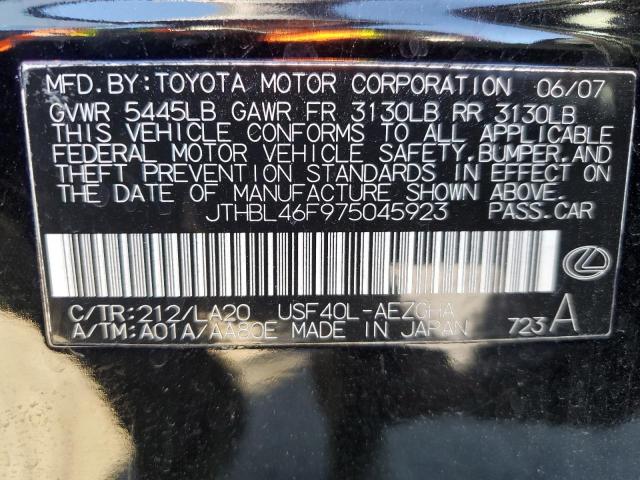 MFD.BY:TOYOTA MOTOR CORPORATION 06/07
GVWR 5445LB GAWR FR 3130LB RR 3130LB
THIS VEHICLE CONFORMS TO ALL APPLICABLE
FEDERAL MOTOR VEHICLE SAFETY,BUMPER,AND
THEFT PREVENTION STANDARDS IN EFFECT ON
THE DATE OF MANUFACTURE SHOWN ABOVE.
JTHBL46F975045923 PASS.CAR
C/TR:212/LA20 USF40L-AEZGHA
A/TM:A01A/AA80E MADE IN JAPAN 723A